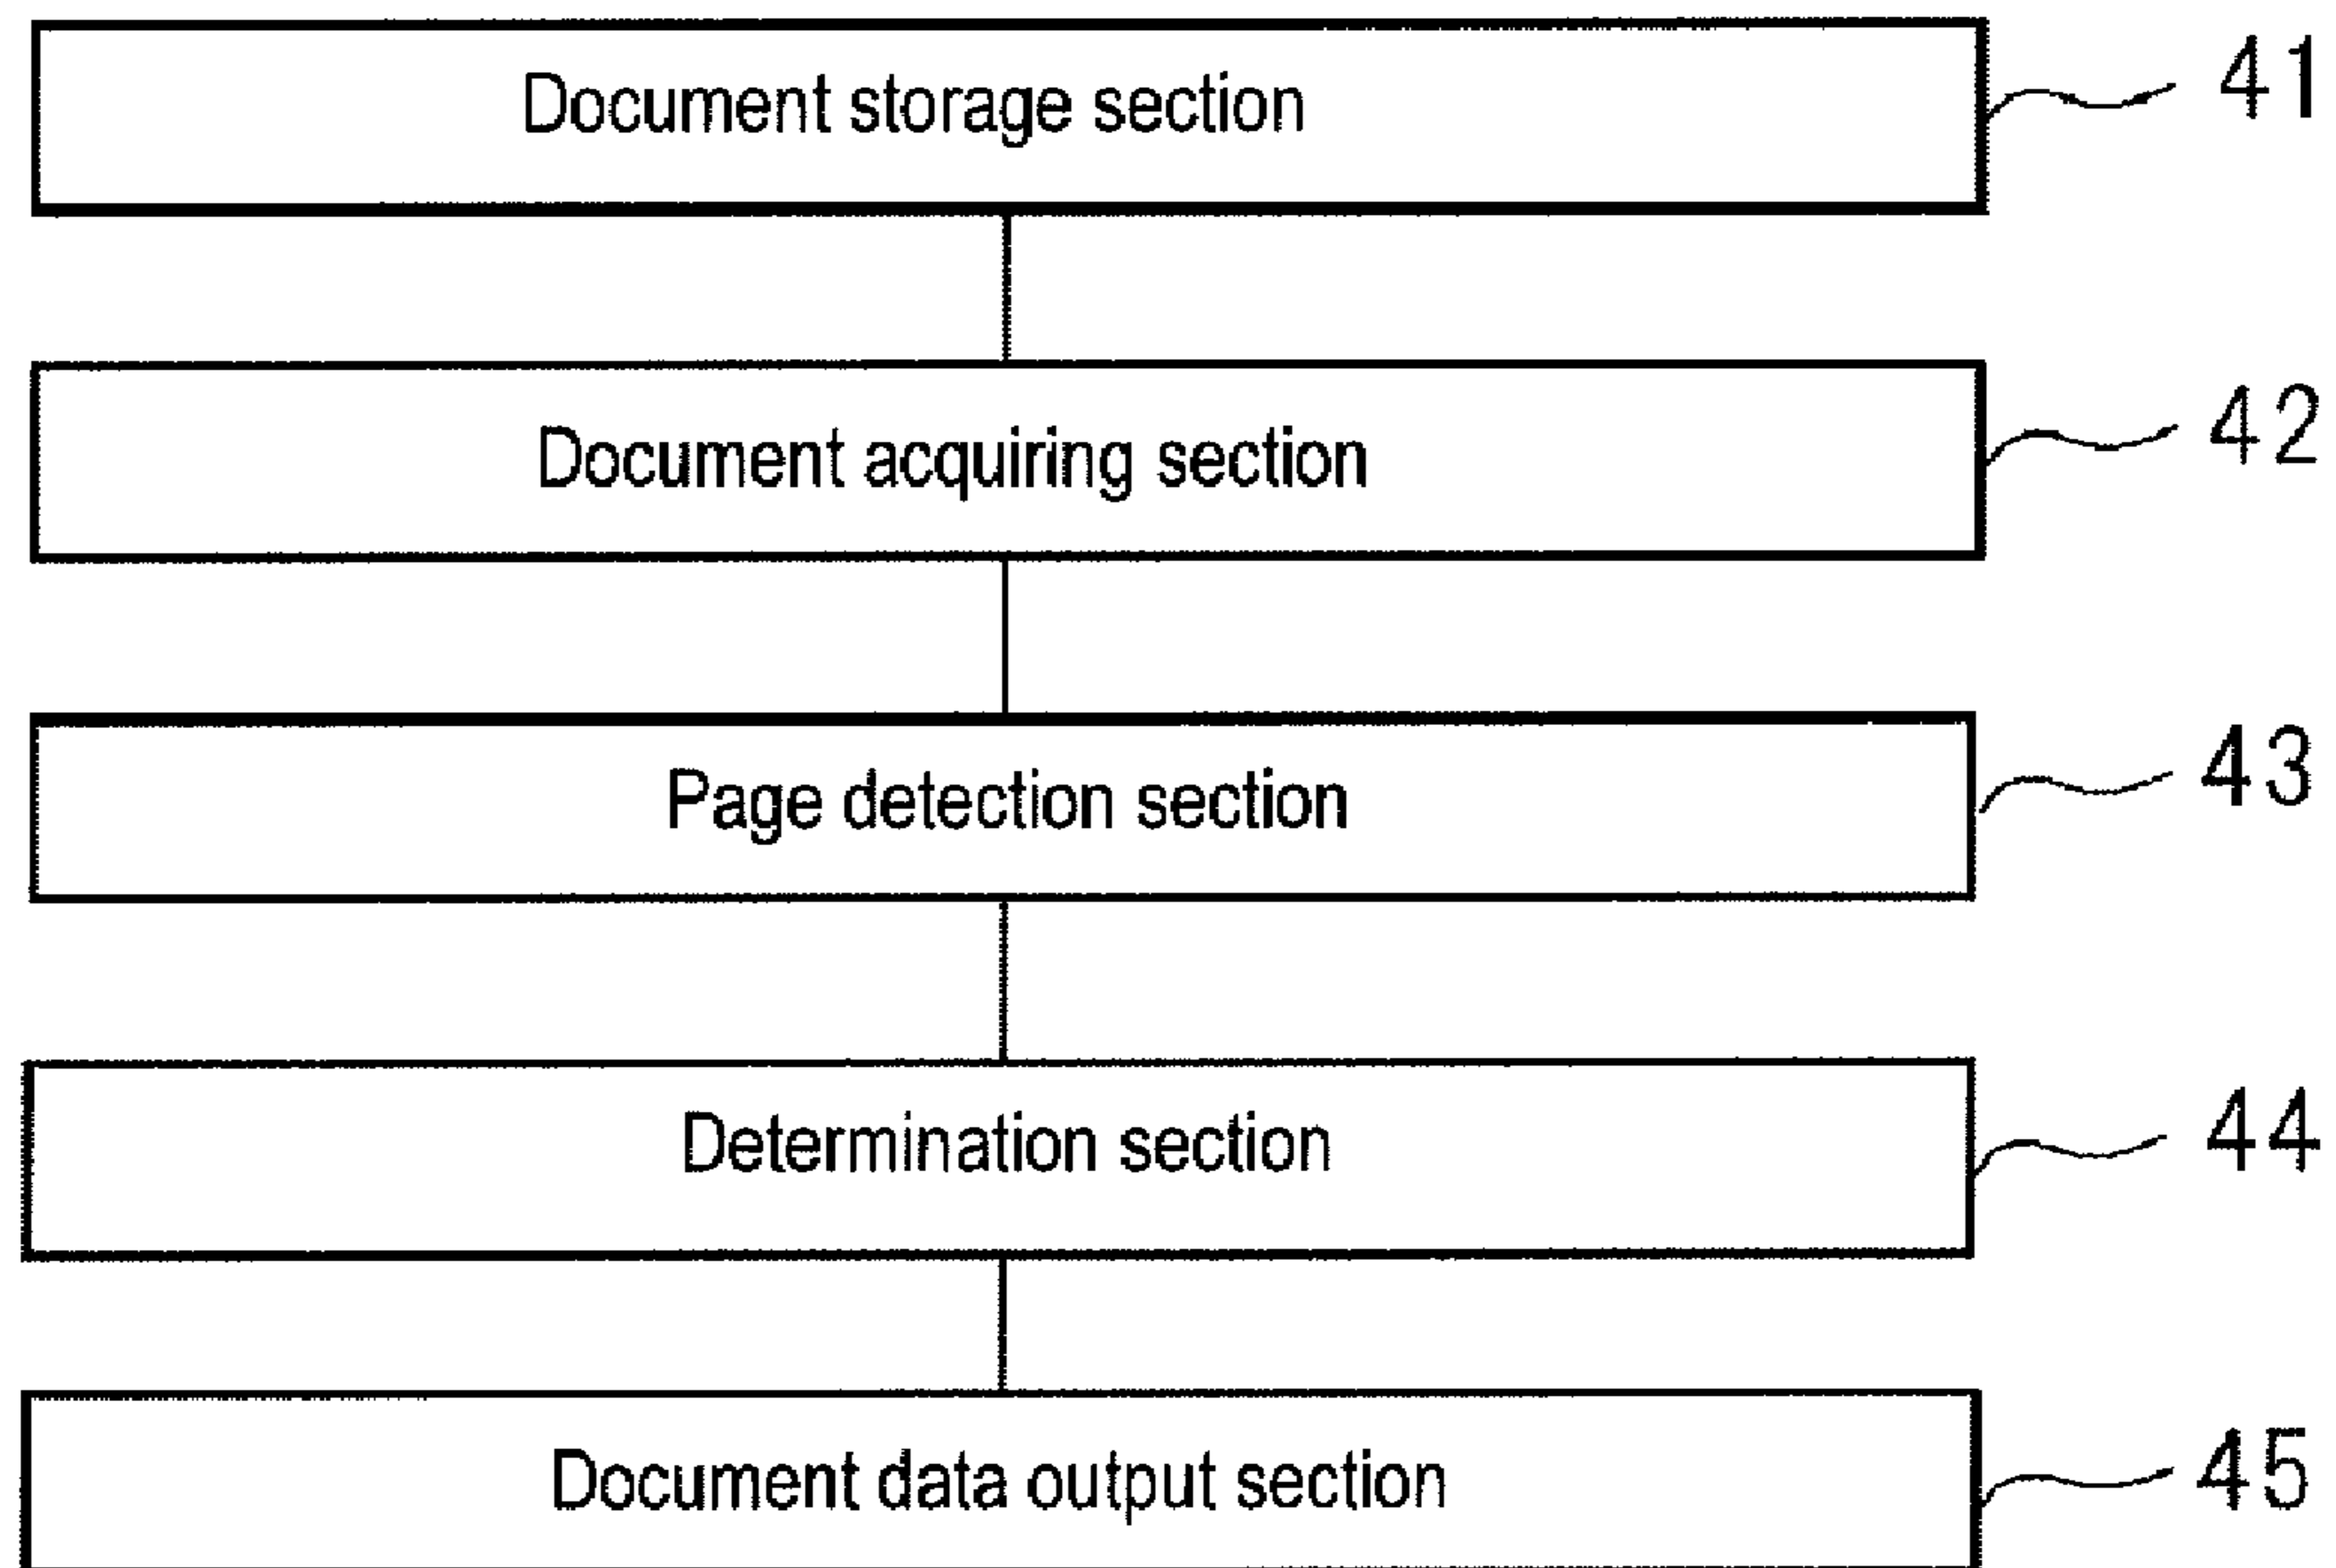 Document storage section 41
Document acquiring section 42
Page detection section 43
Determination section 44
Document data output section 45